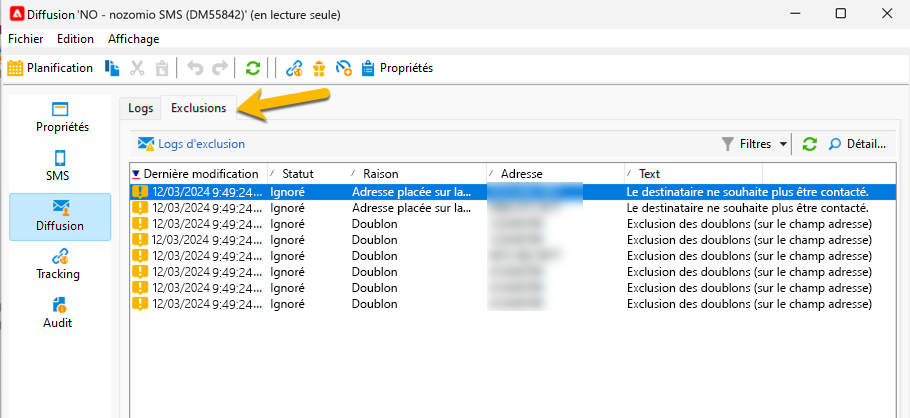 Diffusion 'NO - nozomio SMS (DM55842)' (en lecture seule)
Fichier Edition Affichage
Planification Propriétés
Propriétés
SMS
Diffusion
Tracking
Audit
Logs Exclusions
Logs d'exclusion Filtres Détail...
Dernière modification Statut Raison Adresse Text
12/03/2024 9:49:24... Ignoré Adresse placée sur la... Le destinataire ne souhaite plus être contacté.
12/03/2024 9:49:24... Ignoré Adresse placée sur la... Le destinataire ne souhaite plus être contacté.
12/03/2024 9:49:24... Ignoré Doublon Exclusion des doublons (sur le champ adresse)
12/03/2024 9:49:24... Ignoré Doublon Exclusion des doublons (sur le champ adresse)
12/03/2024 9:49:24... Ignoré Doublon Exclusion des doublons (sur le champ adresse)
12/03/2024 9:49:24... Ignoré Doublon Exclusion des doublons (sur le champ adresse)
12/03/2024 9:49:24... Ignoré Doublon Exclusion des doublons (sur le champ adresse)
12/03/2024 9:49:24... Ignoré Doublon Exclusion des doublons (sur le champ adresse)